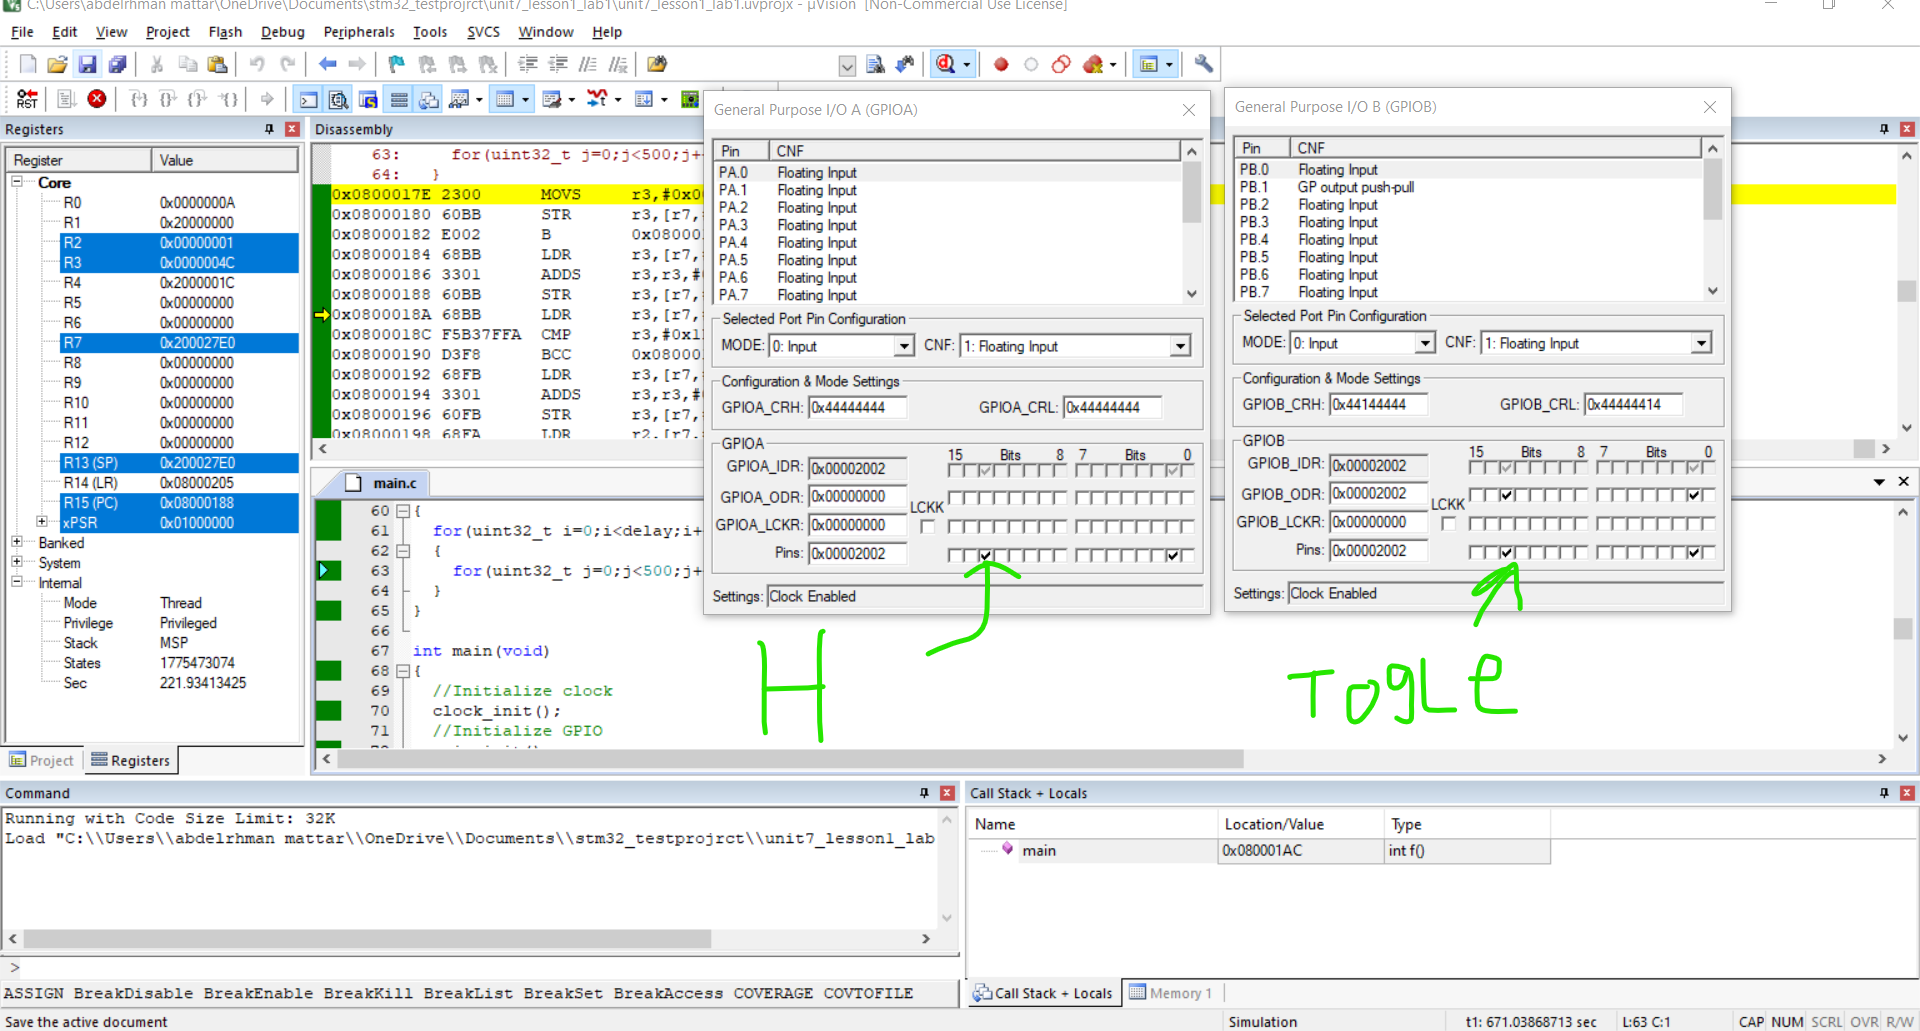 C:\Users\abdelrhman mattar\OneDrive\Documents\stm32_testprojrct\unit7_lesson1_lab1\unit7_lesson1_lab1.uvprojx - µVision [Non-Commercial Use License]
File Edit View Project Flash Debug Peripherals Tools SVCS Window Help
RST
Registers
Register Value
Core
R0 0x0000000A
R1 0x20000000
R2 0x00000001
R3 0x0000004C
R4 0x2000001C
R5 0x00000000
R6 0x00000000
R7 0x200027E0
R8 0x00000000
R9 0x00000000
R10 0x00000000
R11 0x00000000
R12 0x00000000
R13 (SP) 0x200027E0
R14 (LR) 0x08000205
R15 (PC) 0x08000188
xPSR 0x01000000
Banked
System
Internal
Mode Thread
Privilege Privileged
Stack MSP
States 1775473074
Sec 221.93413425
Project Registers
Disassembly
63: for(uint32_t j=0;j<500;j+
64: }
0x0800017E 2300 MOVS r3,#0x0
0x08000180 60BB STR r3,[r7,
0x08000182 E002 B 0x0800
0x08000184 68BB LDR r3,[r7,
0x08000186 3301 ADDS r3,r3,#
0x08000188 60BB STR r3,[r7,
0x0800018A 68BB LDR r3,[r7,
0x0800018C F5B37FFA CMP r3,#0x1
0x08000190 D3F8 BCC 0x0800
0x08000192 68FB LDR r3,[r7,
0x08000194 3301 ADDS r3,r3,#
0x08000196 60FB STR r3,[r7,
0x08000198 68FA LDR r2,[r7,
main.c
60 {
61 for(uint32_t i=0;i<delay;i+
62 {
63 for(uint32_t j=0;j<500;j+
64 }
65 }
66
67 int main(void)
68 {
69 //Initialize clock
70 clock_init();
71 //Initialize GPIO
General Purpose I/O A (GPIOA)
Pin CNF
PA.0 Floating Input
PA.1 Floating Input
PA.2 Floating Input
PA.3 Floating Input
PA.4 Floating Input
PA.5 Floating Input
PA.6 Floating Input
PA.7 Floating Input
Selected Port Pin Configuration
MODE: 0: Input CNF: 1: Floating Input
Configuration & Mode Settings
GPIOA_CRH: 0x44444444 GPIOA_CRL: 0x44444444
GPIOA
15 Bits 8 7 Bits 0
GPIOA_IDR: 0x00002002
GPIOA_ODR: 0x00000000
LCKK
GPIOA_LCKR: 0x00000000
Pins: 0x00002002
Settings: Clock Enabled
General Purpose I/O B (GPIOB)
Pin CNF
PB.0 Floating Input
PB.1 GP output push-pull
PB.2 Floating Input
PB.3 Floating Input
PB.4 Floating Input
PB.5 Floating Input
PB.6 Floating Input
PB.7 Floating Input
Selected Port Pin Configuration
MODE: 0: Input CNF: 1: Floating Input
Configuration & Mode Settings
GPIOB_CRH: 0x44144444 GPIOB_CRL: 0x44444414
GPIOB
15 Bits 8 7 Bits 0
GPIOB_IDR: 0x00002002
GPIOB_ODR: 0x00002002
LCKK
GPIOB_LCKR: 0x00000000
Pins: 0x00002002
Settings: Clock Enabled
H
TogLe
Command
Running with Code Size Limit: 32K
Load "C:\\Users\\abdelrhman mattar\\OneDrive\\Documents\\stm32_testprojrct\\unit7_lesson1_lab
>
ASSIGN BreakDisable BreakEnable BreakKill BreakList BreakSet BreakAccess COVERAGE COVTOFILE
Call Stack + Locals
Name Location/Value Type
main 0x080001AC int f()
Call Stack + Locals Memory 1
Save the active document Simulation t1: 671.03868713 sec L:63 C:1 CAP NUM SCRL OVR R/W